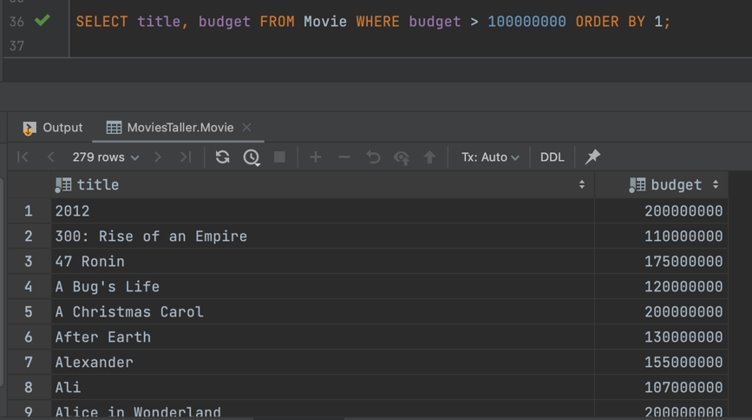 36 SELECT title, budget FROM Movie WHERE budget > 100000000 ORDER BY 1;
37
Output MoviesTaller.Movie
279 rows Tx: Auto DDL
title budget
1 2012 200000000
2 300: Rise of an Empire 110000000
3 47 Ronin 175000000
4 A Bug's Life 120000000
5 A Christmas Carol 200000000
6 After Earth 130000000
7 Alexander 155000000
8 Ali 107000000
9 Alice in Wonderland 200000000